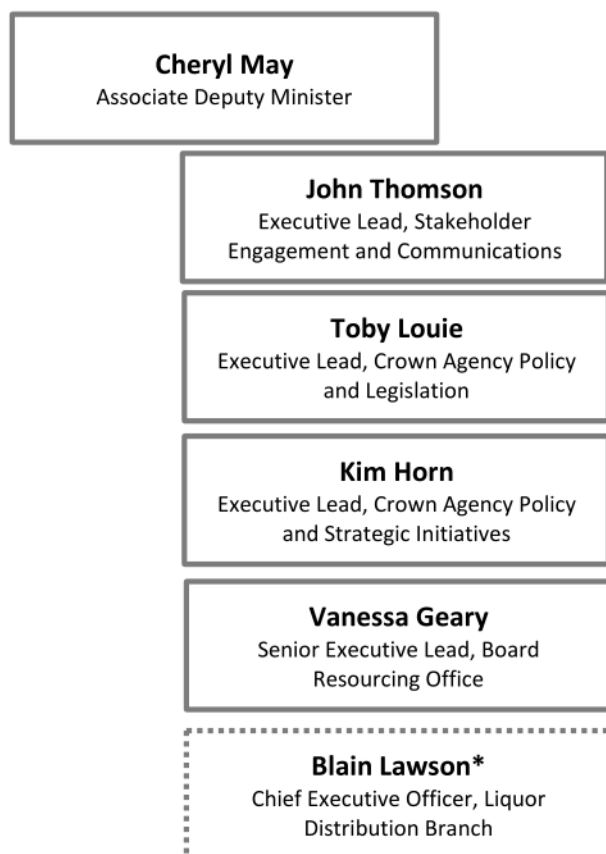 Cheryl May
Associate Deputy Minister
John Thomson
Executive Lead, Stakeholder
Engagement and Communications
Toby Louie
Executive Lead, Crown Agency Policy
and Legislation
Kim Horn
Executive Lead, Crown Agency Policy
and Strategic Initiatives
Vanessa Geary
Senior Executive Lead, Board
Resourcing Office
Blain Lawson*
Chief Executive Officer, Liquor
Distribution Branch